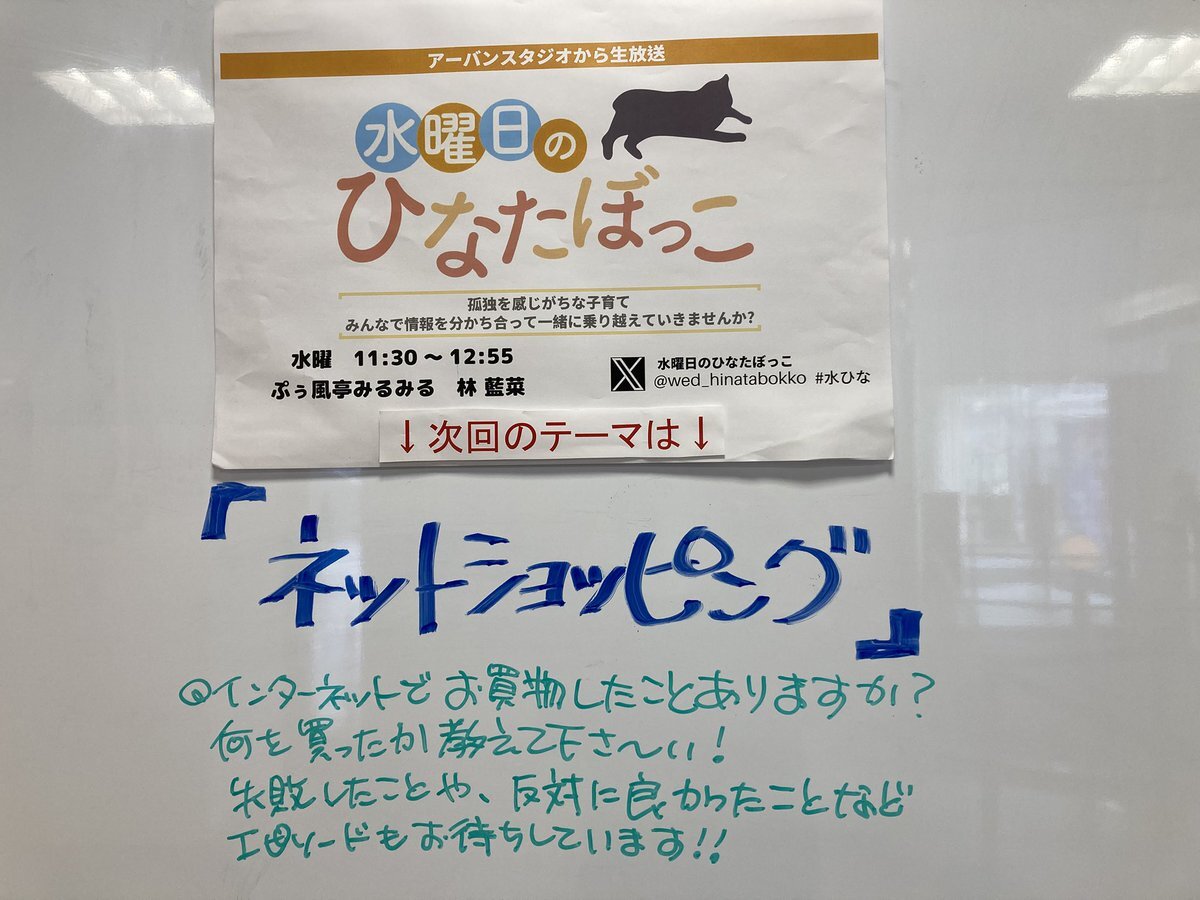 アーバンスタジオから生放送
水曜日の
ひなたぼっこ
孤独を感じがちな子育て
みんなで情報を分かち合って一緒に乗り越えていきませんか?
水曜 11:30～12:55
ぷぅ風亭みるみる 林 藍菜
水曜日のひなたぼっこ
@wed_hinatabokko #水ひな
↓次回のテーマは↓
『ネットショッピング』
◎インターネットでお買物したことありますか?
何を買ったか教えて下さ〜い!
失敗したことや、反対に良かったことなど
エピソードもお待ちしています!!